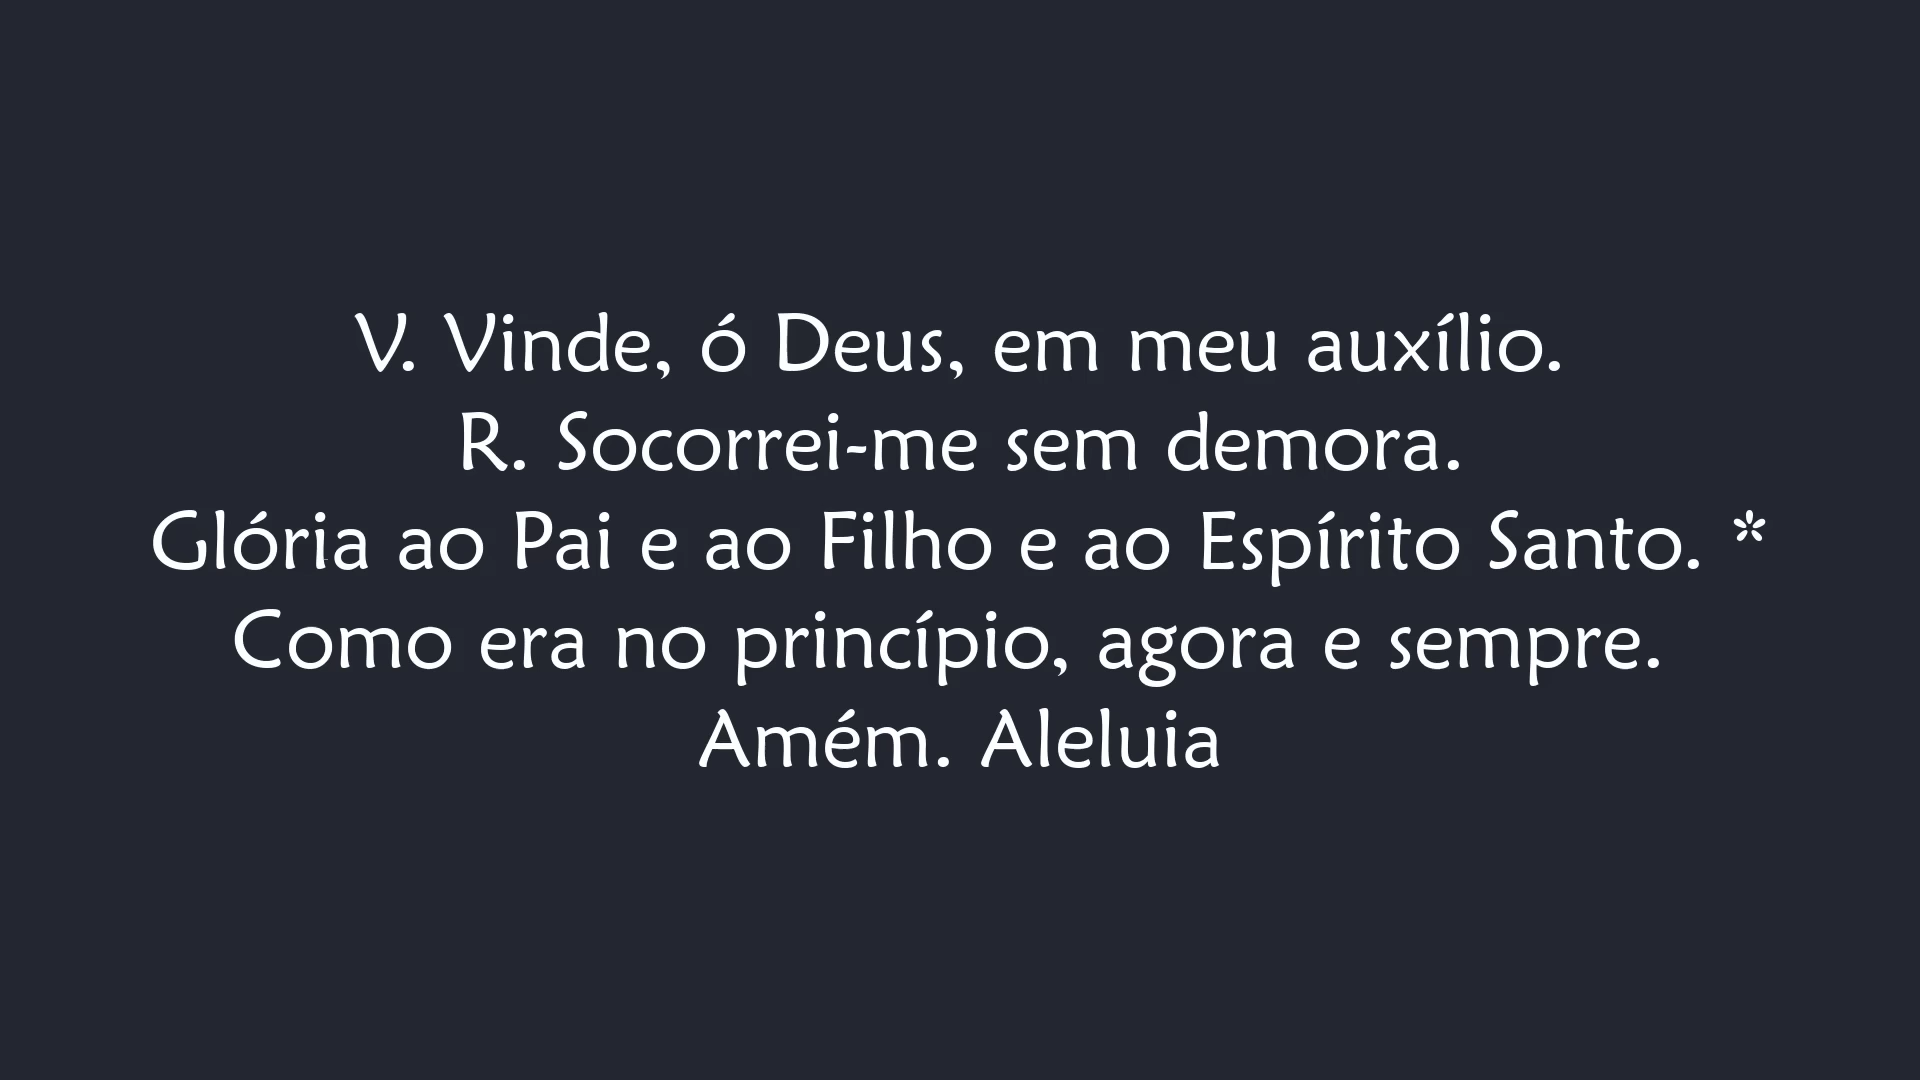 V. Vinde, ó Deus, em meu auxílio.
R. Socorrei-me sem demora.
Glória ao Pai e ao Filho e ao Espírito Santo. *
Como era no princípio, agora e sempre.
Amém. Aleluia